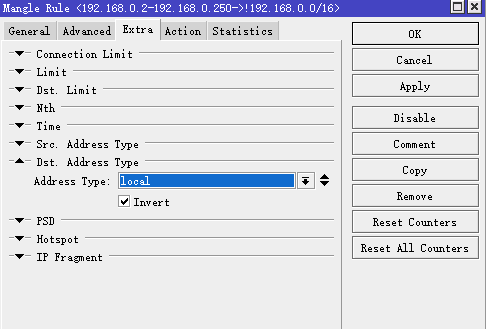 Mangle Rule <192.168.0.2-192.168.0.250->!192.168.0.0/16>
General Advanced Extra Action Statistics
Connection Limit
Limit
Dst. Limit
Nth
Time
Src. Address Type
Dst. Address Type
Address Type: local
Invert
PSD
Hotspot
IP Fragment
OK
Cancel
Apply
Disable
Comment
Copy
Remove
Reset Counters
Reset All Counters